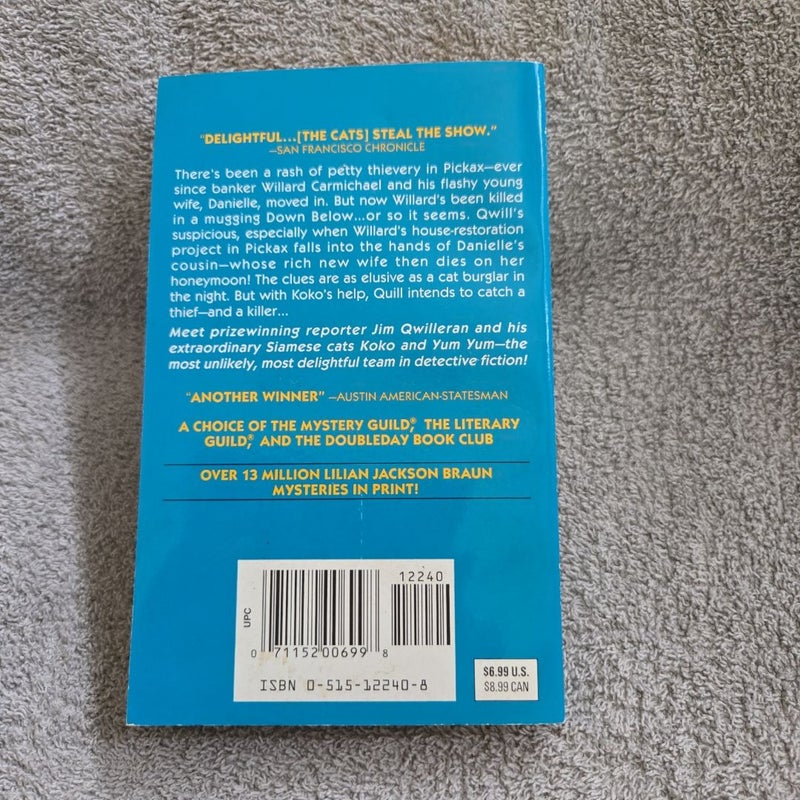 "DELIGHTFUL...[THE CATS] STEAL THE SHOW."
—SAN FRANCISCO CHRONICLE
There's been a rash of petty thievery in Pickax—ever
since banker Willard Carmichael and his flashy young
wife, Danielle, moved in. But now Willard's been killed
in a mugging Down Below...or so it seems. Qwill's
suspicious, especially when Willard's house-restoration
project in Pickax falls into the hands of Danielle's
cousin—whose rich new wife then dies on her
honeymoon! The clues are as elusive as a cat burglar in
the night. But with Koko's help, Quill intends to catch a
thief—and a killer...
Meet prizewinning reporter Jim Qwilleran and his
extraordinary Siamese cats Koko and Yum Yum—the
most unlikely, most delightful team in detective fiction!
"ANOTHER WINNER" —AUSTIN AMERICAN-STATESMAN
A CHOICE OF THE MYSTERY GUILD,® THE LITERARY
GUILD,® AND THE DOUBLEDAY BOOK CLUB
OVER 13 MILLION LILIAN JACKSON BRAUN
MYSTERIES IN PRINT!
12240
UPC
0 71152 00699 8
ISBN 0-515-12240-8
$6.99 U.S.
$8.99 CAN